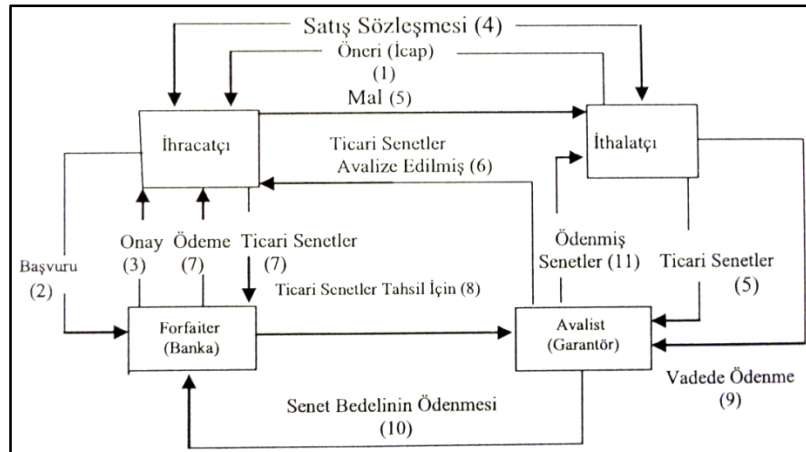 Satış Sözleşmesi (4)
Öneri (İcap)
(1)
Mal (5)
İhracatçı
İthalatçı
Ticari Senetler
Avalize Edilmiş (6)
Onay
(3)
Ödeme
(7)
Ticari Senetler
(7)
Başvuru
(2)
Ödenmiş
Senetler (11)
Ticari Senetler
(5)
Ticari Senetler Tahsil İçin (8)
Forfaiter
(Banka)
Avalist
(Garantör)
Vadede Ödenme
(9)
Senet Bedelinin Ödenmesi
(10)